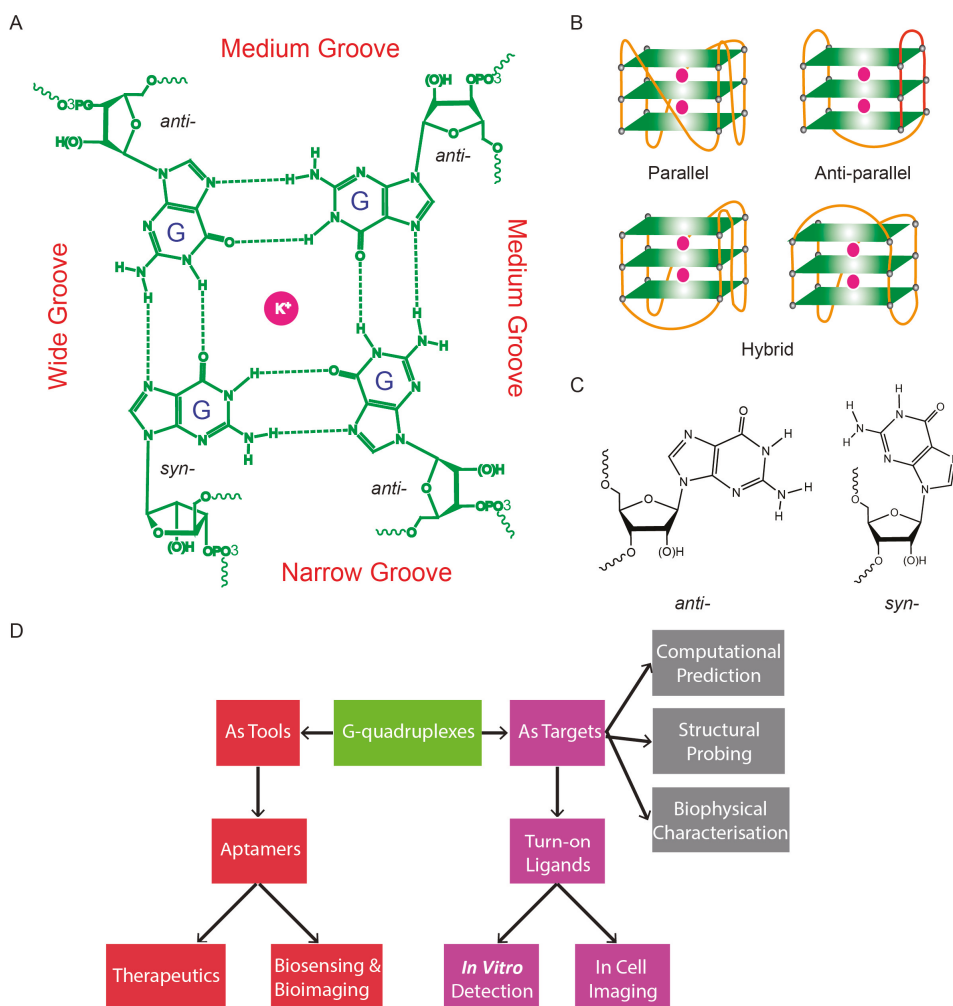 A
Medium Groove
Wide Groove
Medium Groove
Narrow Groove
O
(O)H
OPO3
O3PO
O
H(O)
anti-
O
anti-
O
N
N
H
N
N
N
H
G
N
G
N
N
N
H
O
H
N
N
H
N
H
O
H
K+
O
H
N
H
N
N
H
O
G
N
N
G
N
N
N
H
N
N
H
syn-
anti-
(O)H
O
O
O
(O)H
OPO3
O
OPO3
B
Parallel
Anti-parallel
Hybrid
C
O
N
N
H
N
N
N
H
H
O
O
O
(O)H
anti-
H
N
O
H
N
H
N
N
N
O
O
O
(O)H
syn-
D
Computational
Prediction
As Tools
G-quadruplexes
As Targets
Structural
Probing
Biophysical
Characterisation
Aptamers
Turn-on
Ligands
Therapeutics
Biosensing &
Bioimaging
In Vitro
Detection
In Cell
Imaging